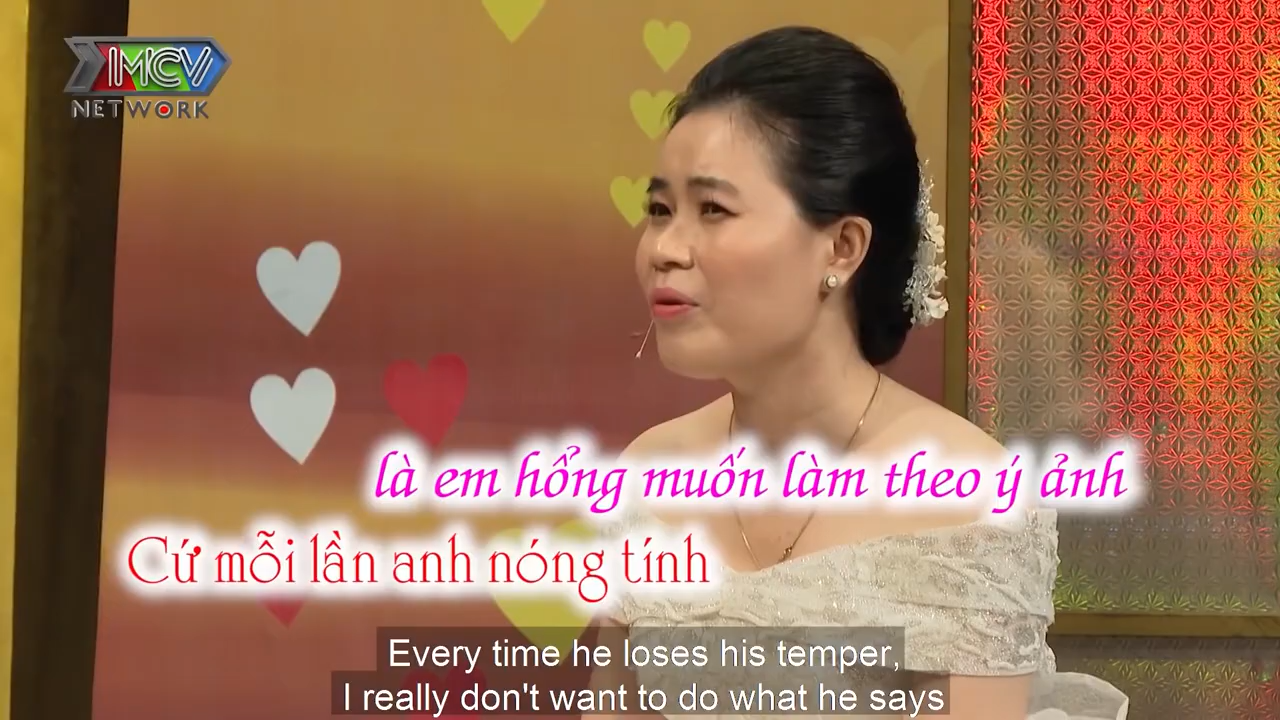 MCV
NETWORK
là em hổng muốn làm theo ý ảnh
Cứ mỗi lần anh nóng tính
Every time he loses his temper,
I really don't want to do what he says